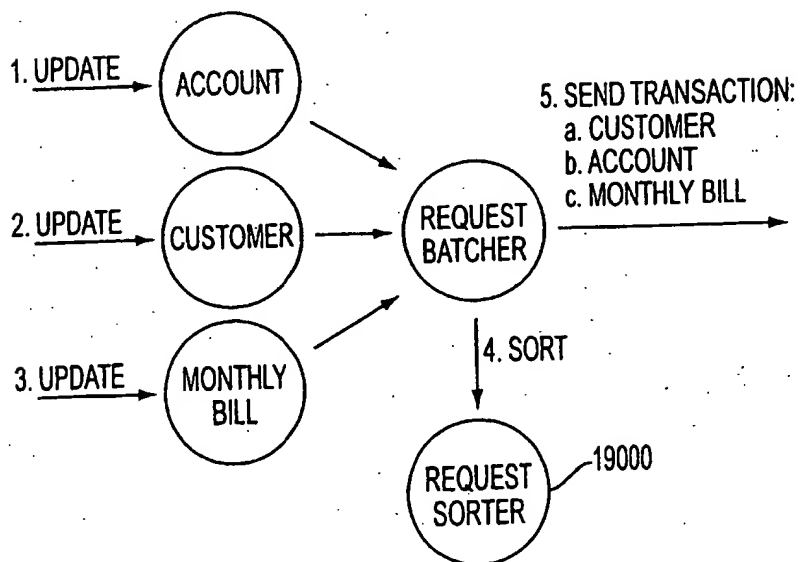 1. UPDATE
ACCOUNT
5. SEND TRANSACTION:
a. CUSTOMER
b. ACCOUNT
c. MONTHLY BILL
2. UPDATE
CUSTOMER
REQUEST
BATCHER
3. UPDATE
MONTHLY
BILL
4. SORT
REQUEST
SORTER
19000